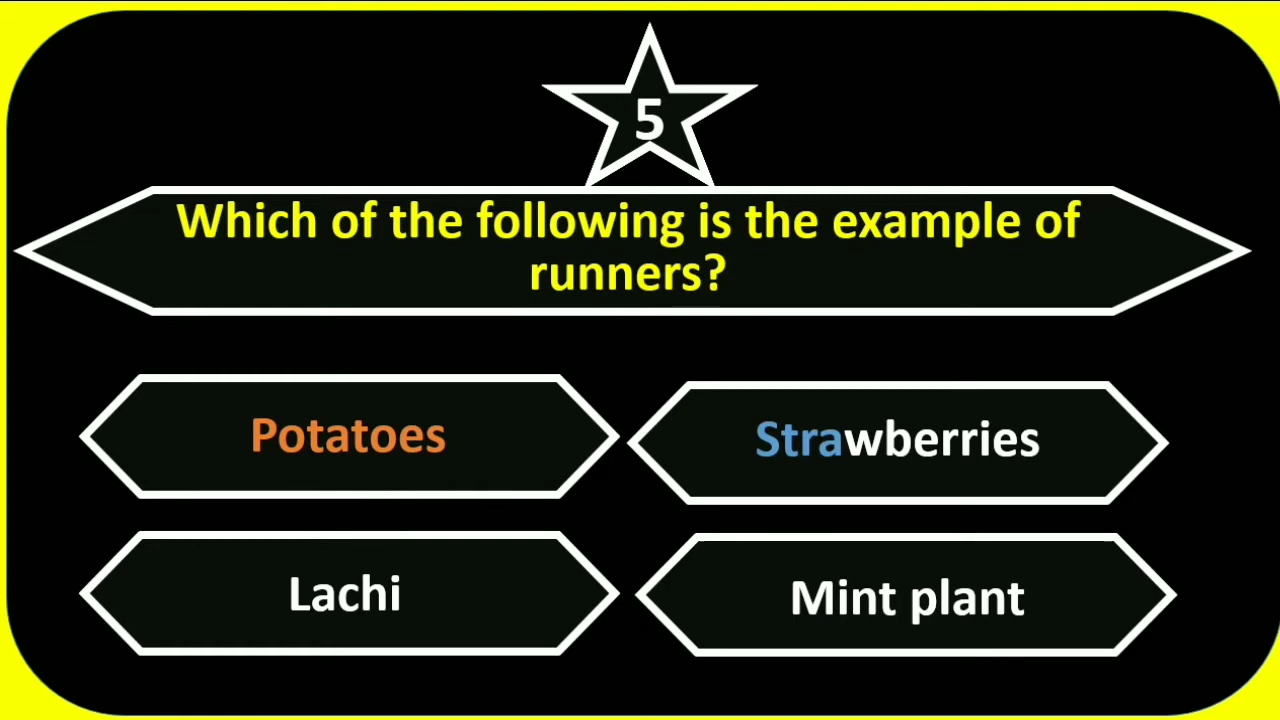 5
Which of the following is the example of
runners?
Potatoes
Strawberries
Lachi
Mint plant